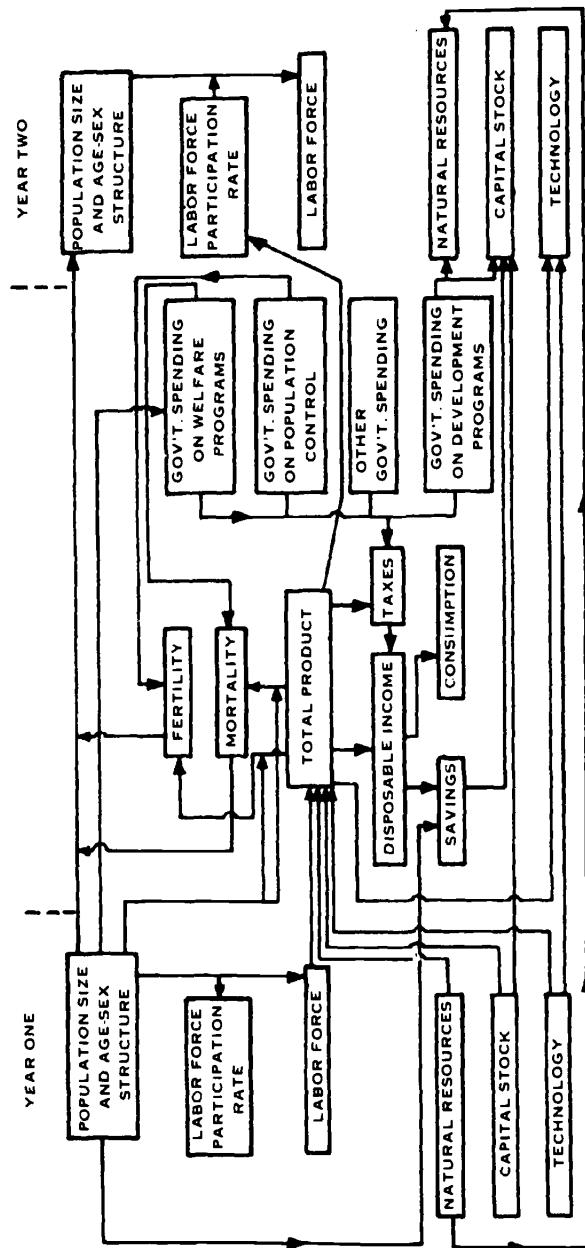 YEAR ONE
POPULATION SIZE
AND AGE-SEX
STRUCTURE
LABOR FORCE
PARTICIPATION
RATE
LABOR FORCE
NATURAL RESOURCES
CAPITAL STOCK
TECHNOLOGY
FERTILITY
MORTALITY
TOTAL PRODUCT
DISPOSABLE INCOME
TAXES
SAVINGS
CONSUMPTION
GOV'T. SPENDING
ON WELFARE
PROGRAMS
GOV'T. SPENDING
ON POPULATION
CONTROL
OTHER
GOV'T. SPENDING
GOV'T. SPENDING
ON DEVELOPMENT
PROGRAMS
YEAR TWO
POPULATION SIZE
AND AGE-SEX
STRUCTURE
LABOR FORCE
PARTICIPATION
RATE
LABOR FORCE
NATURAL RESOURCES
CAPITAL STOCK
TECHNOLOGY